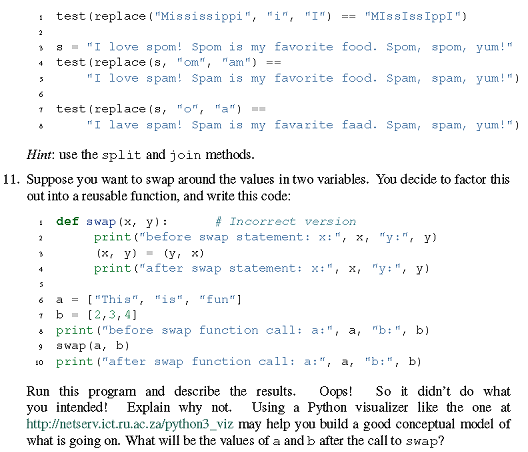 1 test(replace("Mississippi", "i", "I") == "MIssIssIppI")
2
3 s = "I love spom! Spom is my favorite food. Spom, spom, yum!"
4 test(replace(s, "om", "am") ==
5 "I love spam! Spam is my favorite food. Spam, spam, yum!")
6
7 test(replace(s, "o", "a") ==
8 "I lave spam! Spam is my favarite faad. Spam, spam, yum!")
Hint: use the split and join methods.
11. Suppose you want to swap around the values in two variables. You decide to factor this
out into a reusable function, and write this code:
1 def swap(x, y): # Incorrect version
2 print("before swap statement: x:", x, "y:", y)
3 (x, y) = (y, x)
4 print("after swap statement: x:", x, "y:", y)
5
6 a = ["This", "is", "fun"]
7 b = [2,3,4]
8 print("before swap function call: a:", a, "b:", b)
9 swap(a, b)
10 print("after swap function call: a:", a, "b:", b)
Run this program and describe the results. Oops! So it didn't do what
you intended! Explain why not. Using a Python visualizer like the one at
http://netserv.ict.ru.ac.za/python3_viz may help you build a good conceptual model of
what is going on. What will be the values of a and b after the call to swap?